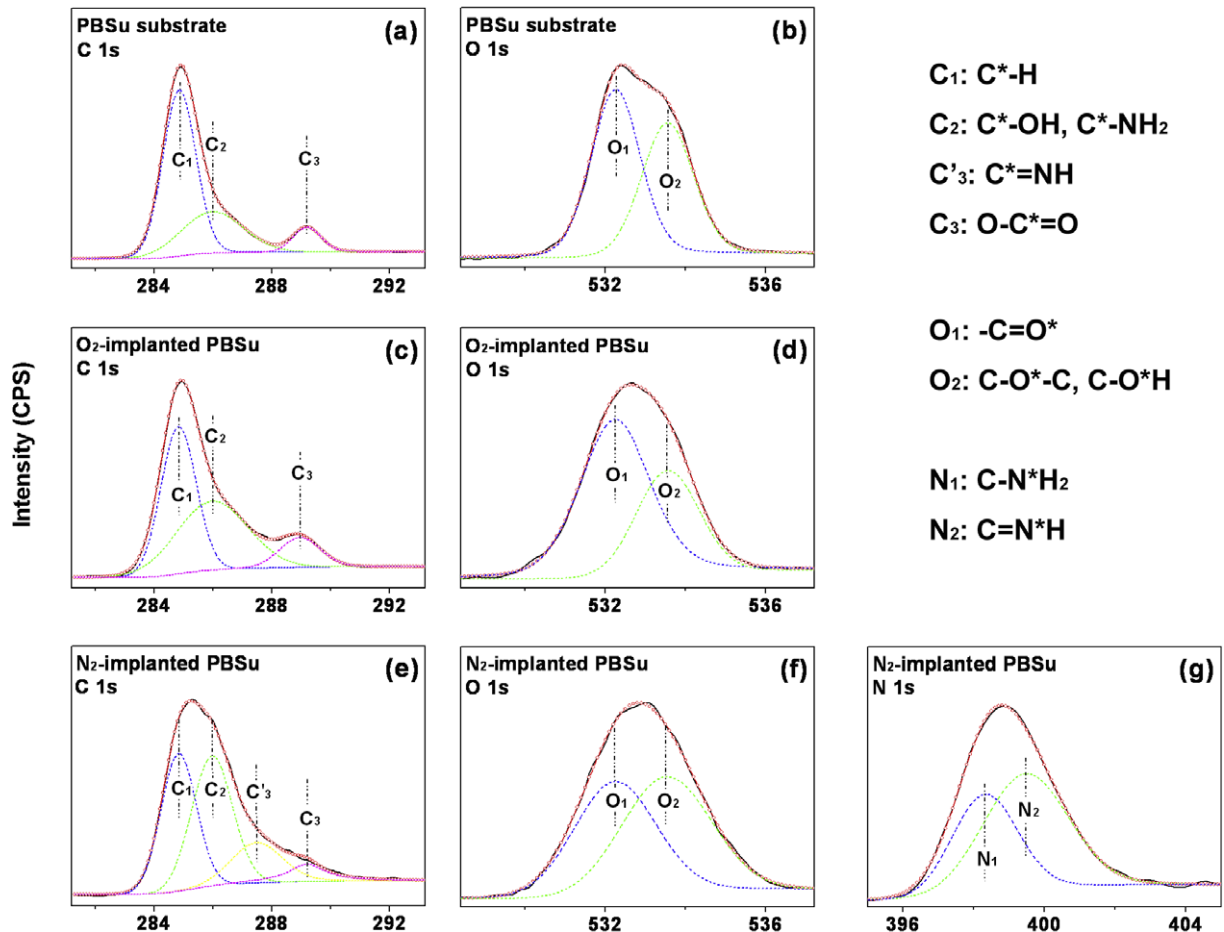 PBSu substrate
C 1s
(a)
C₁
C₂
C₃
284
288
292
PBSu substrate
O 1s
(b)
O₁
O₂
532
536
C₁: C*-H
C₂: C*-OH, C*-NH₂
C'₃: C*=NH
C₃: O-C*=O
O₁: -C=O*
O₂: C-O*-C, C-O*H
N₁: C-N*H₂
N₂: C=N*H
Intensity (CPS)
O₂-implanted PBSu
C 1s
(c)
C₁
C₂
C₃
284
288
292
O₂-implanted PBSu
O 1s
(d)
O₁
O₂
532
536
N₂-implanted PBSu
C 1s
(e)
C₁
C₂
C'₃
C₃
284
288
292
N₂-implanted PBSu
O 1s
(f)
O₁
O₂
532
536
N₂-implanted PBSu
N 1s
(g)
N₁
N₂
396
400
404